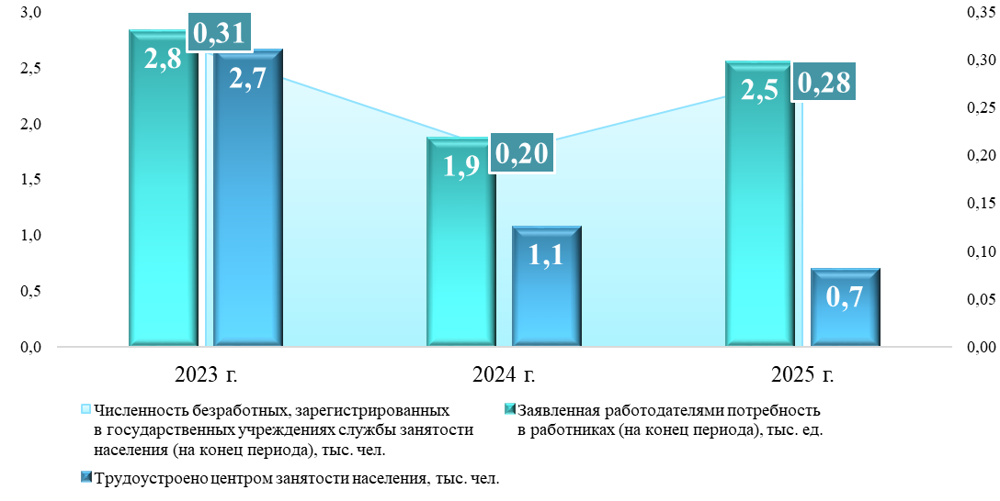 3,0
2,5
2,0
1,5
1,0
0,5
0,0
0,35
0,30
0,25
0,20
0,15
0,10
0,05
0,00
2,8
0,31
2,7
1,9
0,20
1,1
2,5
0,28
0,7
2023 г.
2024 г.
2025 г.
Численность безработных, зарегистрированных
в государственных учреждениях службы занятости
населения (на конец периода), тыс. чел.
Заявленная работодателями потребность
в работниках (на конец периода), тыс. ед.
Трудоустроено центром занятости населения, тыс. чел.